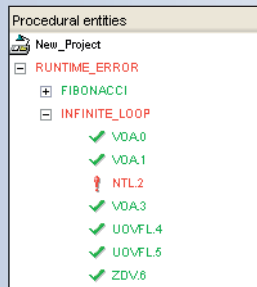 Procedural entities
New_Project
RUNTIME_ERROR
FIBONACCI
INFINITE_LOOP
VOA.0
VOA.1
NTL.2
VOA.3
UOVFL.4
UOVFL.5
ZDV.6